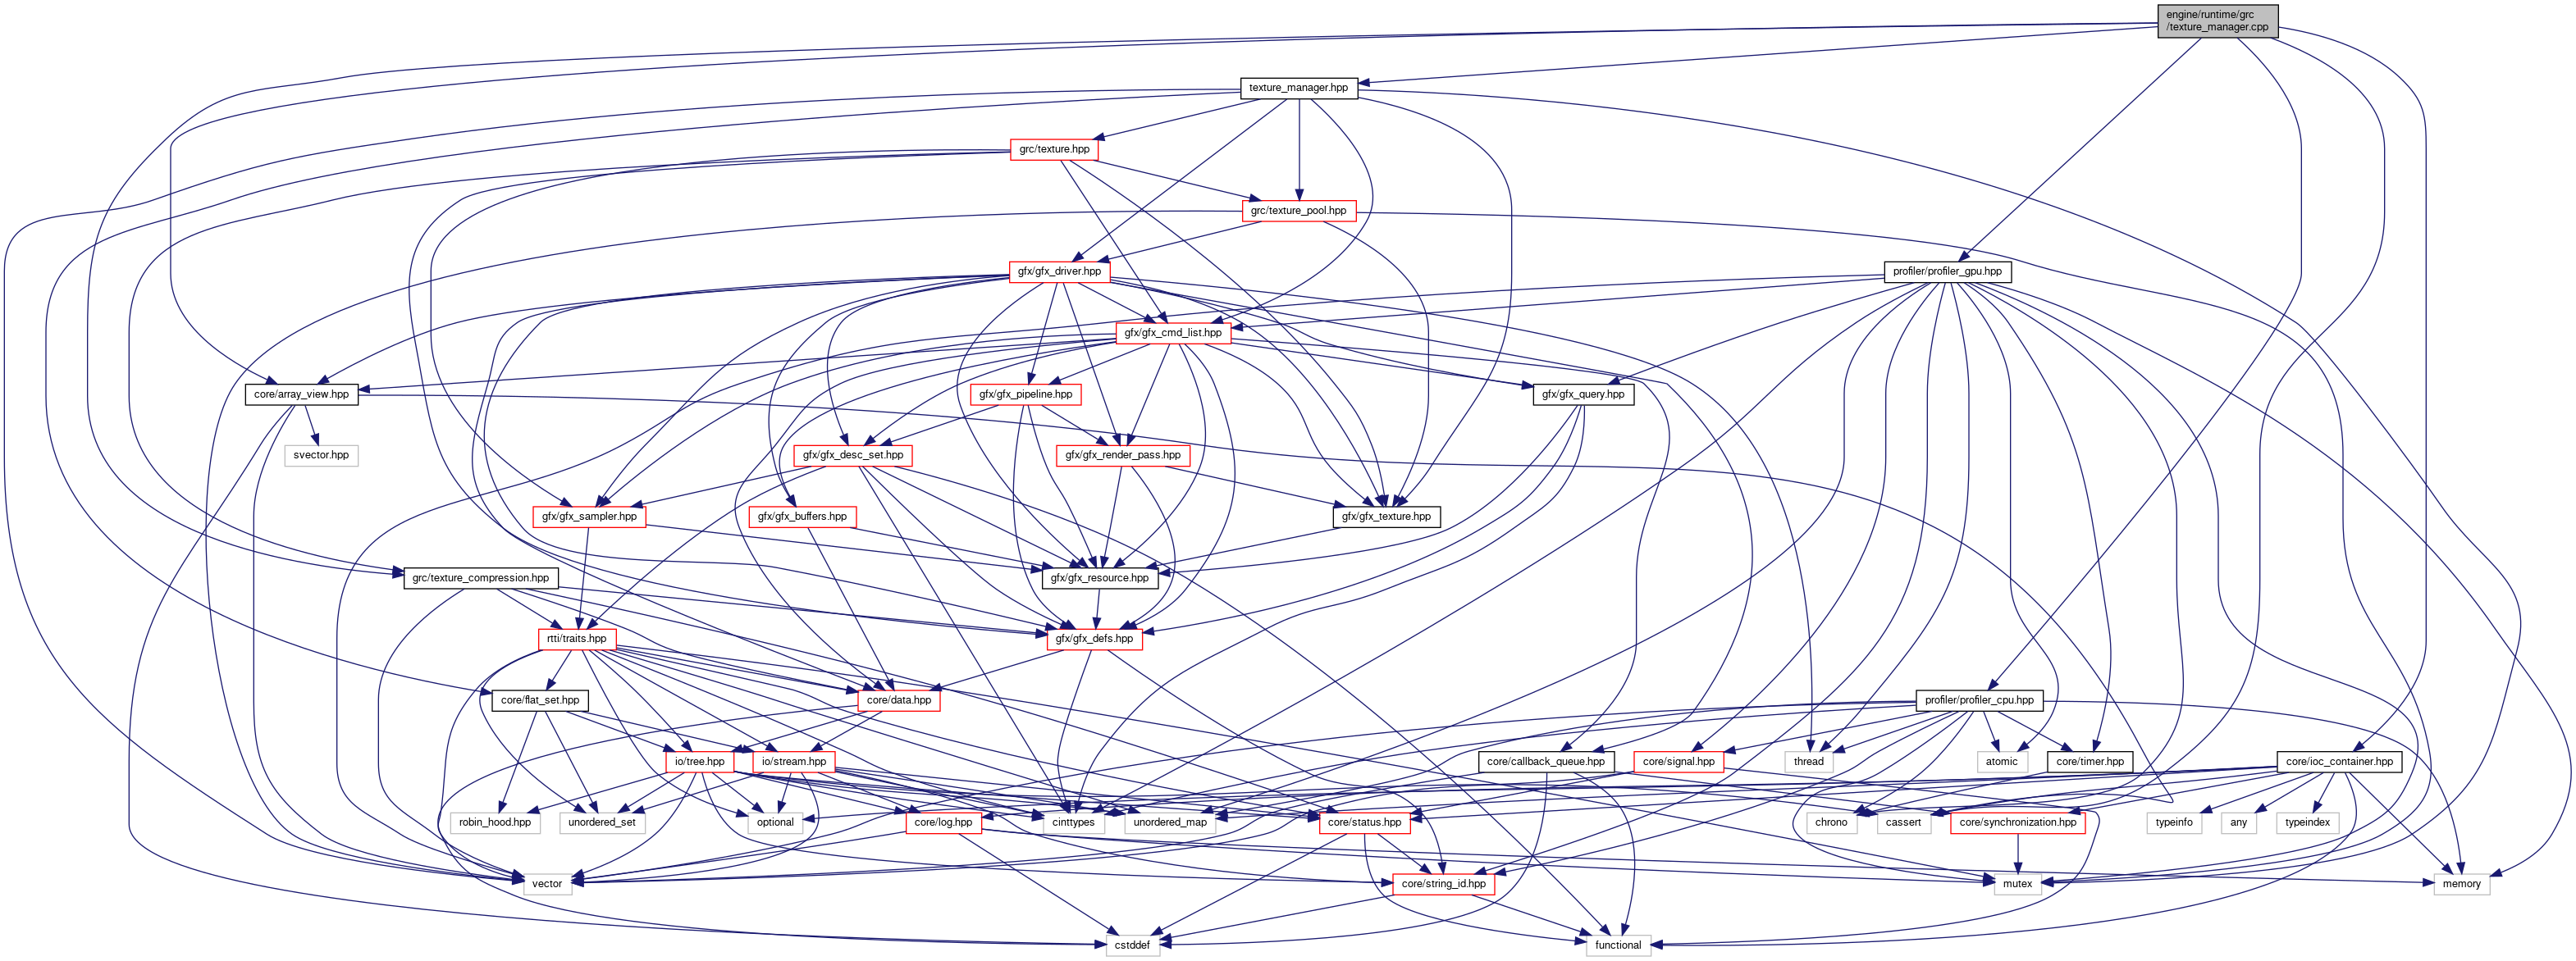 engine/runtime/grc
/texture_manager.cpp
texture_manager.hpp
grc/texture.hpp
grc/texture_pool.hpp
gfx/gfx_driver.hpp
profiler/profiler_gpu.hpp
gfx/gfx_cmd_list.hpp
core/array_view.hpp
gfx/gfx_pipeline.hpp
gfx/gfx_query.hpp
svector.hpp
gfx/gfx_desc_set.hpp
gfx/gfx_render_pass.hpp
gfx/gfx_sampler.hpp
gfx/gfx_buffers.hpp
gfx/gfx_texture.hpp
grc/texture_compression.hpp
gfx/gfx_resource.hpp
rtti/traits.hpp
gfx/gfx_defs.hpp
core/flat_set.hpp
core/data.hpp
profiler/profiler_cpu.hpp
io/tree.hpp
io/stream.hpp
core/callback_queue.hpp
core/signal.hpp
thread
atomic
core/timer.hpp
core/ioc_container.hpp
robin_hood.hpp
unordered_set
optional
core/log.hpp
cinttypes
unordered_map
core/status.hpp
chrono
cassert
core/synchronization.hpp
typeinfo
any
typeindex
vector
core/string_id.hpp
mutex
memory
cstddef
functional